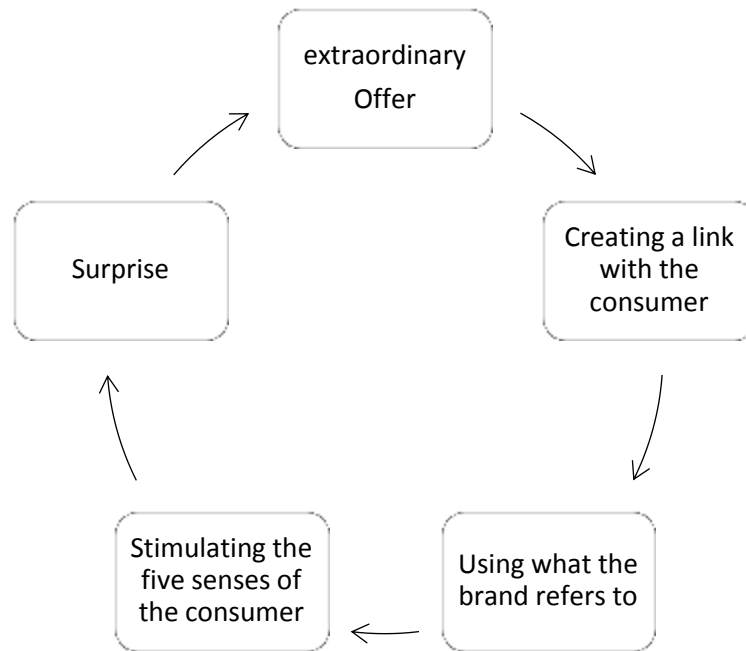 extraordinary
Offer
Creating a link
with the
consumer
Using what the
brand refers to
Stimulating the
five senses of
the consumer
Surprise